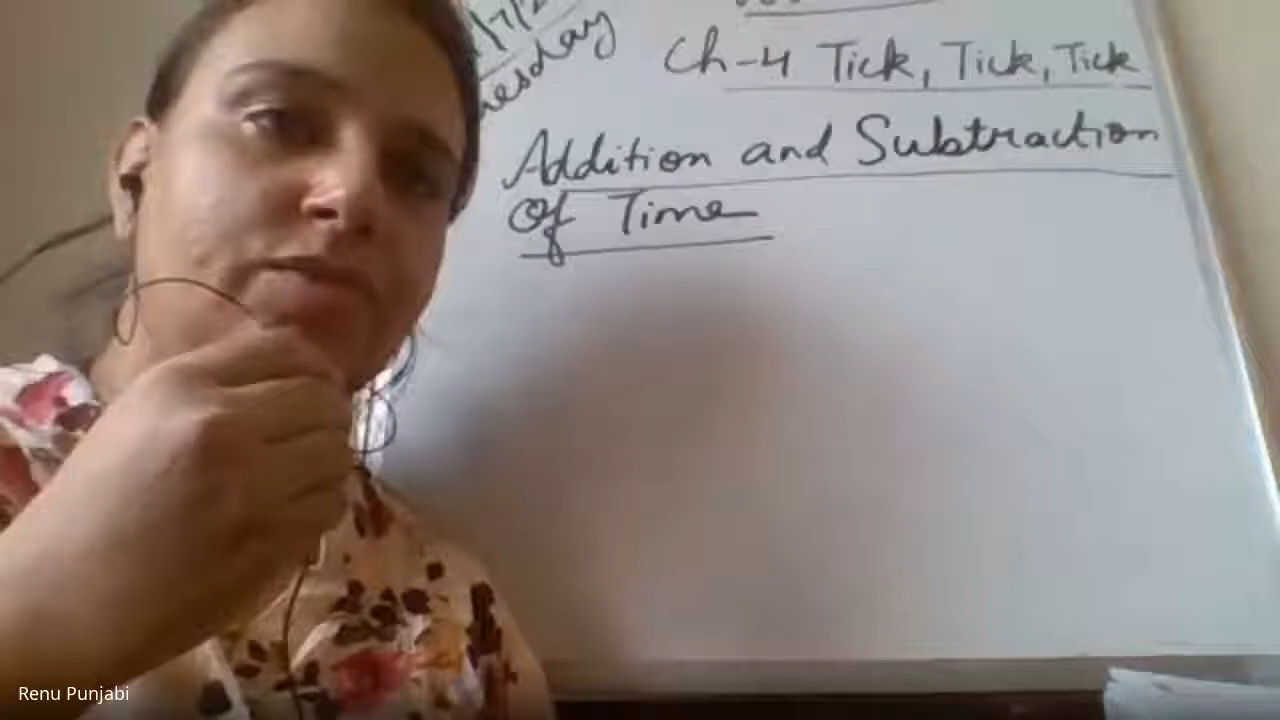 Ch-4 Tick, Tick, Tick
Addition and Subtraction
Of Time
Renu Punjabi